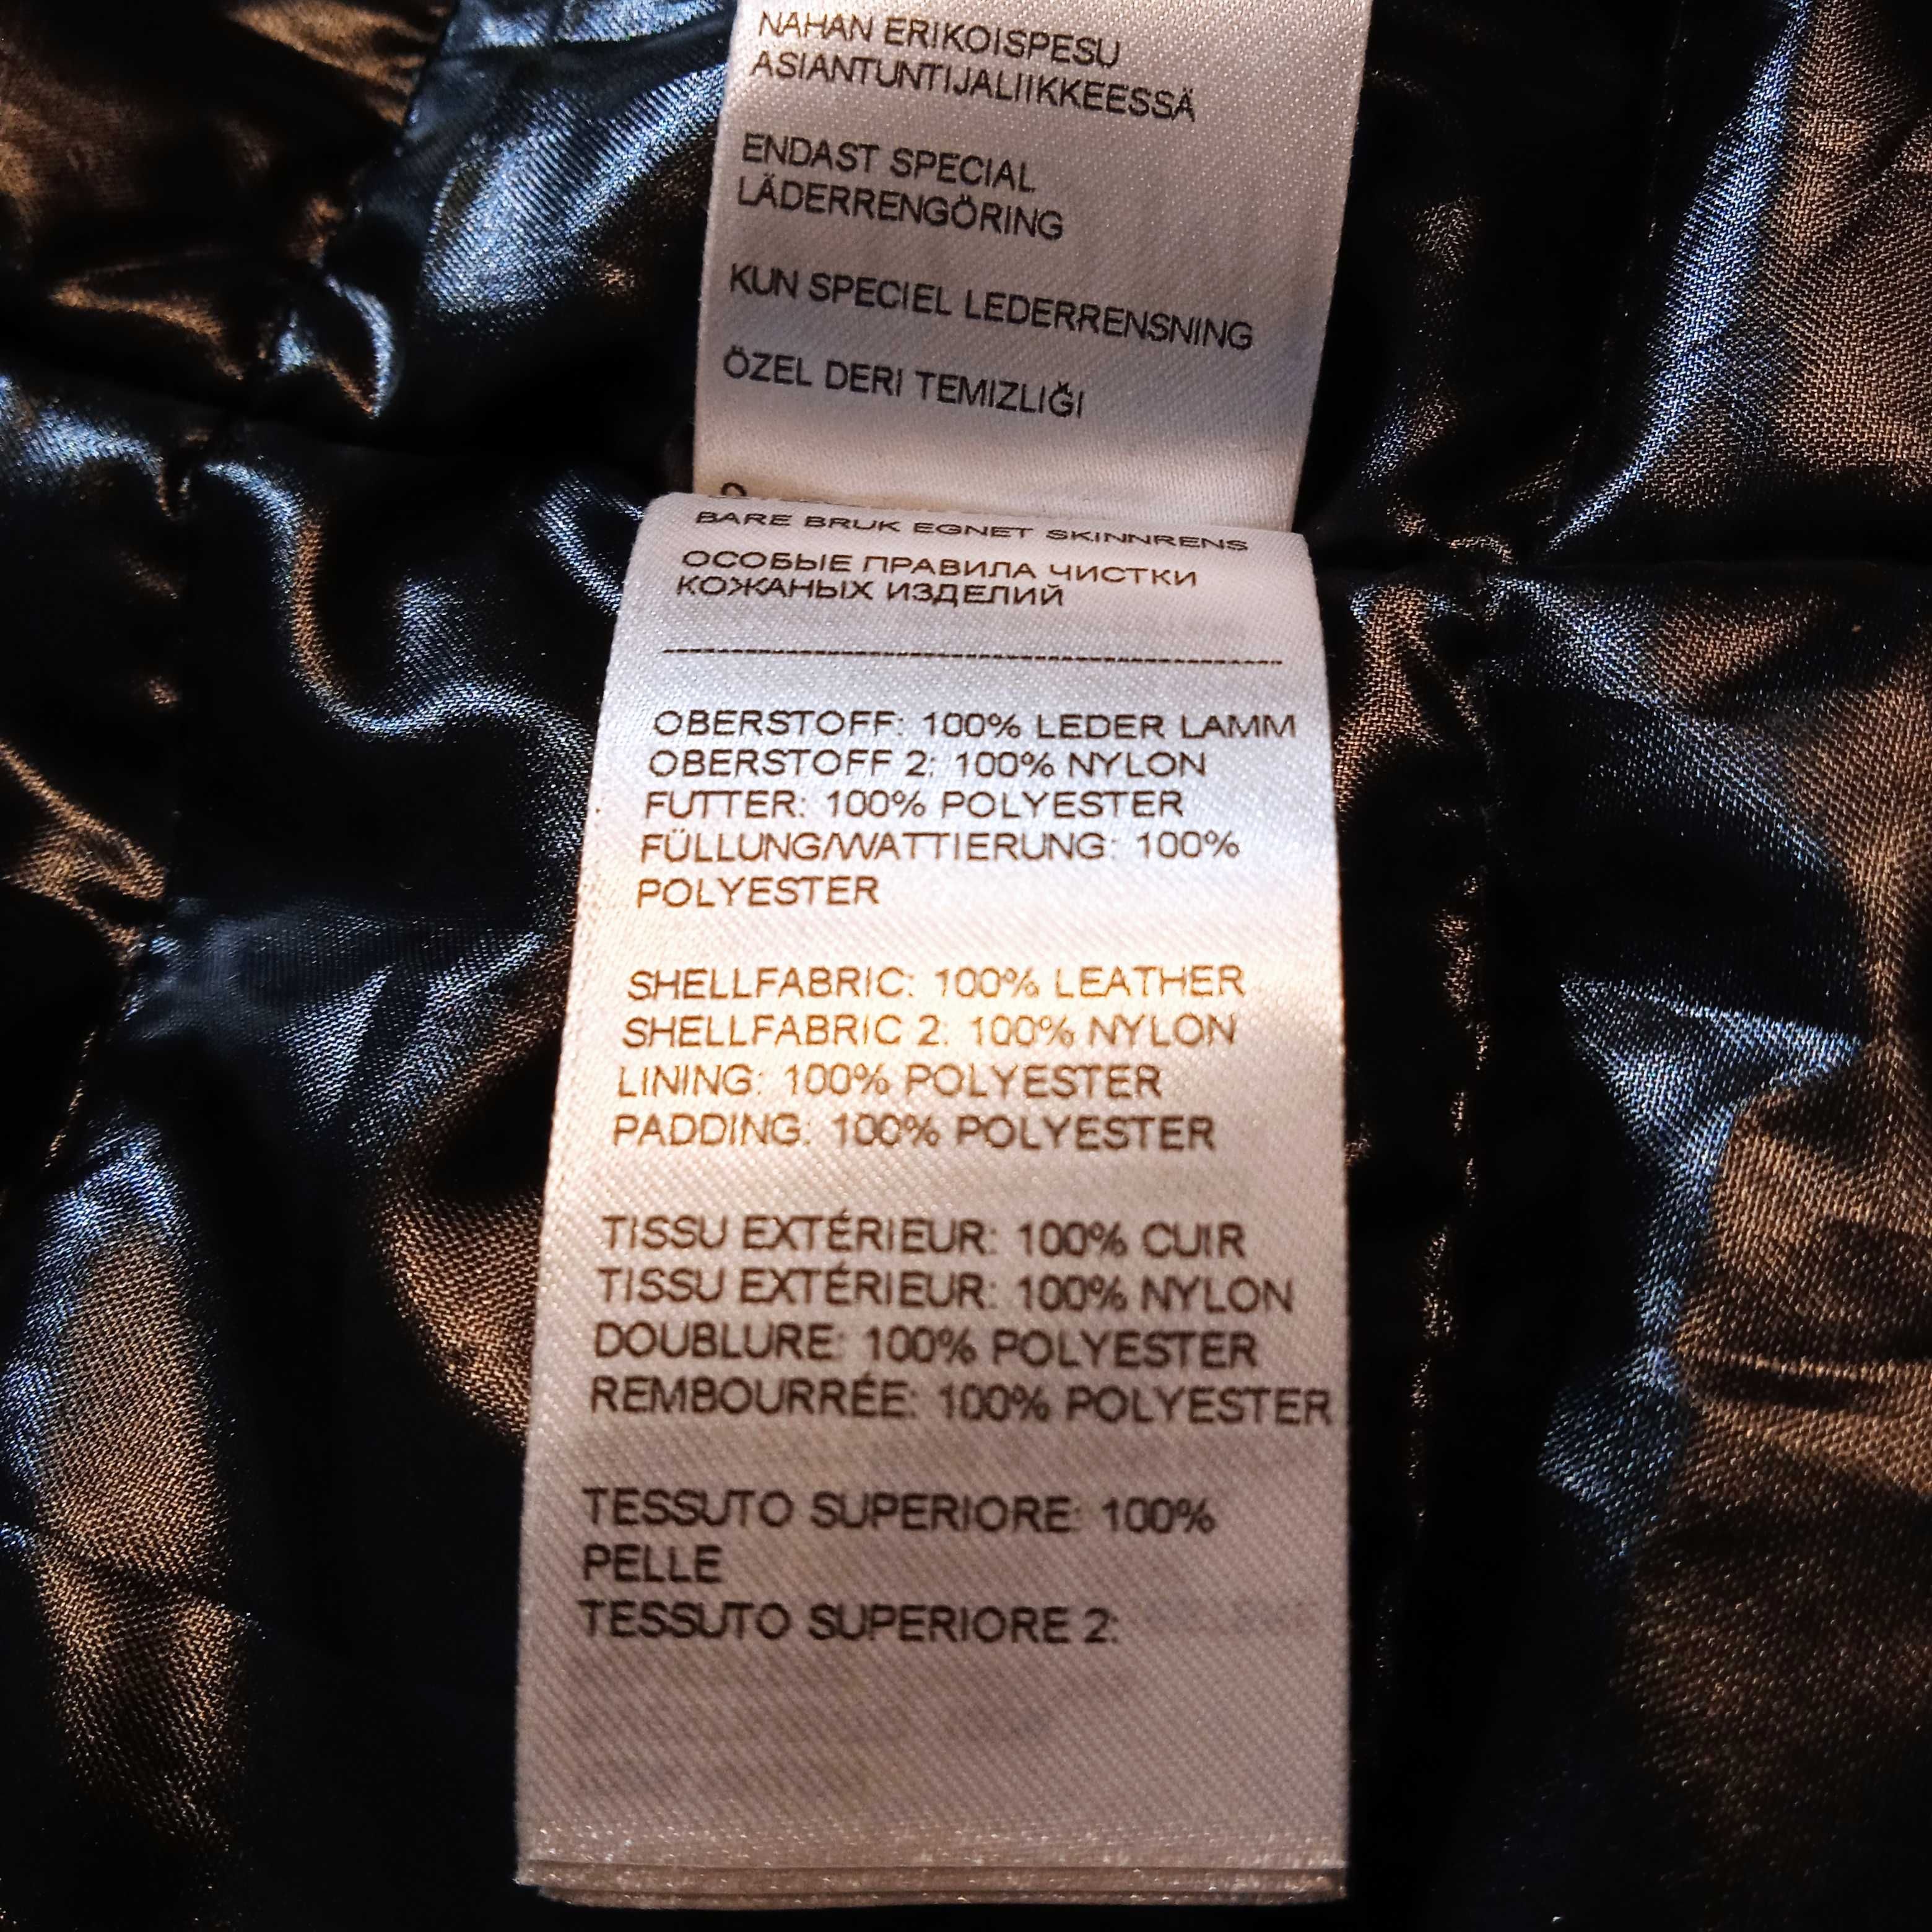 NAHAN ERIKOISPESU
ASIANTUNTIJALIIKKEESSÄ
ENDAST SPECIAL
LÄDERRENGÖRING
KUN SPECIEL LEDERRENSNING
ÖZEL DERI TEMIZLIĞI
BARE BRUK EGNET SKINNRENS
ОСОБЫЕ ПРАВИЛА ЧИСТКИ
КОЖАНЫХ ИЗДЕЛИЙ
OBERSTOFF: 100% LEDER LAMM
OBERSTOFF 2: 100% NYLON
FUTTER: 100% POLYESTER
FÜLLUNG/WATTIERUNG: 100%
POLYESTER
SHELLFABRIC: 100% LEATHER
SHELLFABRIC 2: 100% NYLON
LINING: 100% POLYESTER
PADDING: 100% POLYESTER
TISSU EXTÉRIEUR: 100% CUIR
TISSU EXTÉRIEUR: 100% NYLON
DOUBLURE: 100% POLYESTER
REMBOURRÉE: 100% POLYESTER
TESSUTO SUPERIORE: 100%
PELLE
TESSUTO SUPERIORE 2: